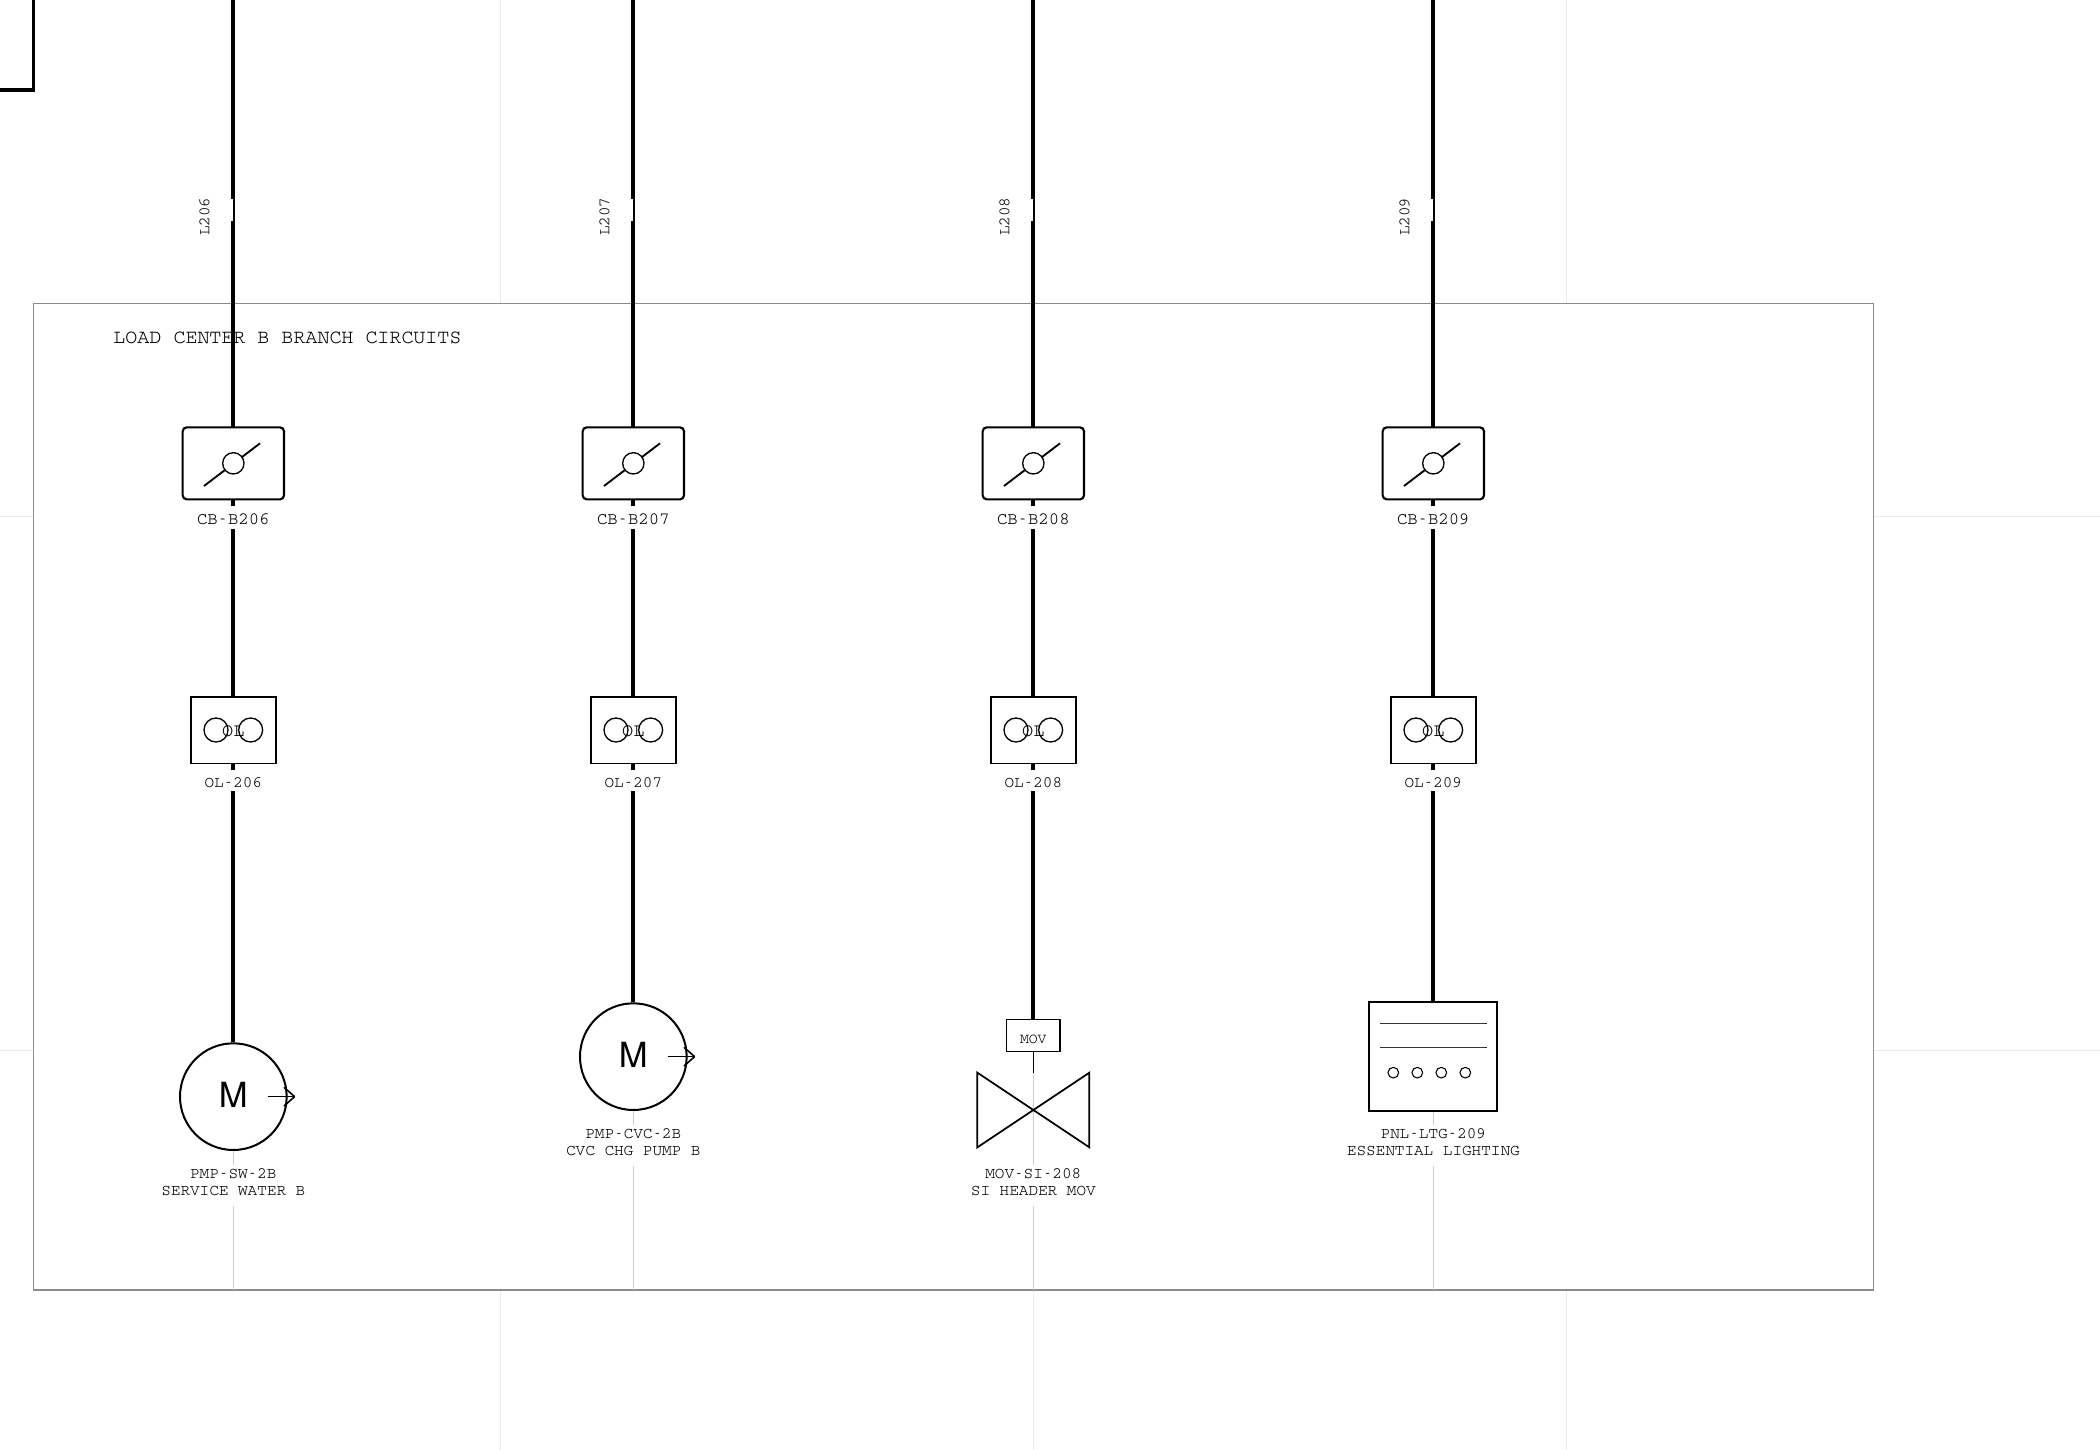 L206
L207
L208
L209
LOAD CENTER B BRANCH CIRCUITS
CB-B206
CB-B207
CB-B208
CB-B209
OL
OL
OL
OL
OL-206
OL-207
OL-208
OL-209
M
M
MOV
PMP-SW-2B
SERVICE WATER B
PMP-CVC-2B
CVC CHG PUMP B
MOV-SI-208
SI HEADER MOV
PNL-LTG-209
ESSENTIAL LIGHTING